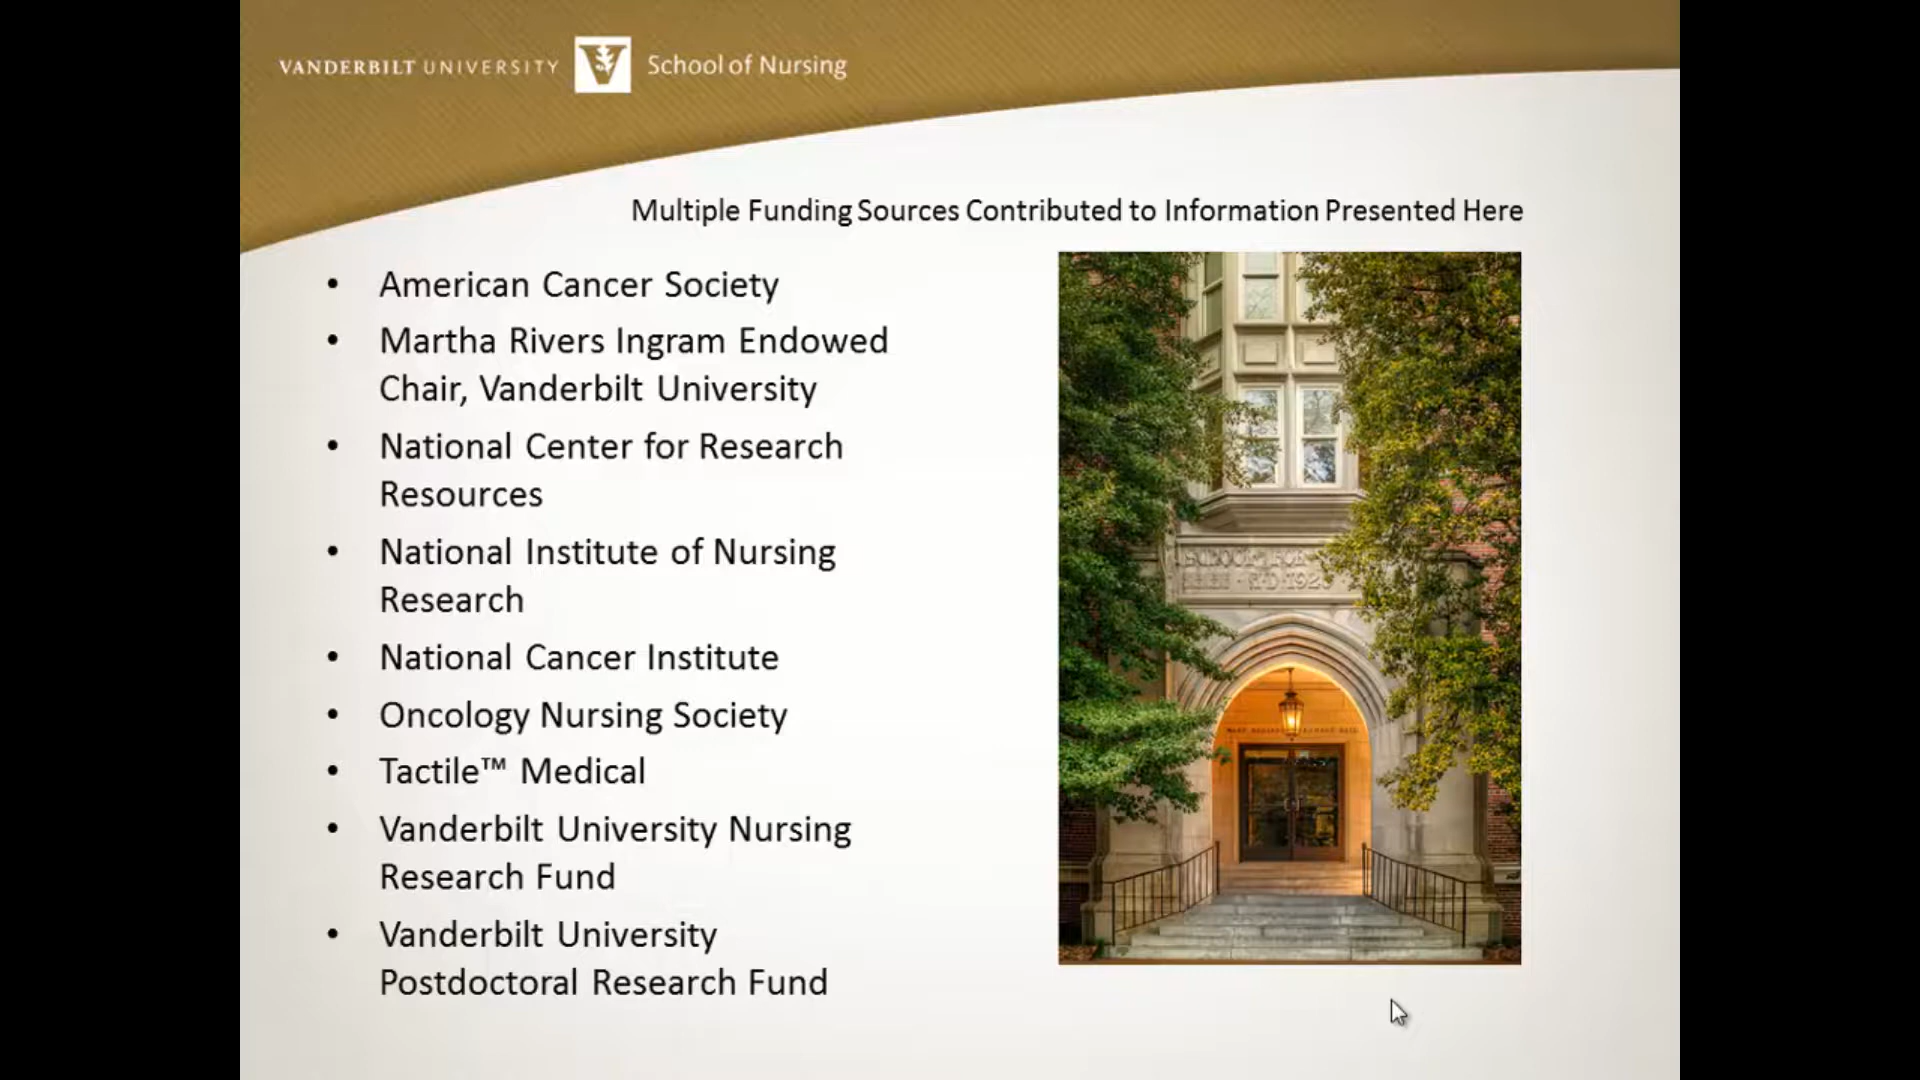 VANDERBILT UNIVERSITY V School of Nursing
Multiple Funding Sources Contributed to Information Presented Here
• American Cancer Society
• Martha Rivers Ingram Endowed
Chair, Vanderbilt University
• National Center for Research
Resources
• National Institute of Nursing
Research
• National Cancer Institute
• Oncology Nursing Society
• Tactile™ Medical
• Vanderbilt University Nursing
Research Fund
• Vanderbilt University
Postdoctoral Research Fund
SCHOOL FOR